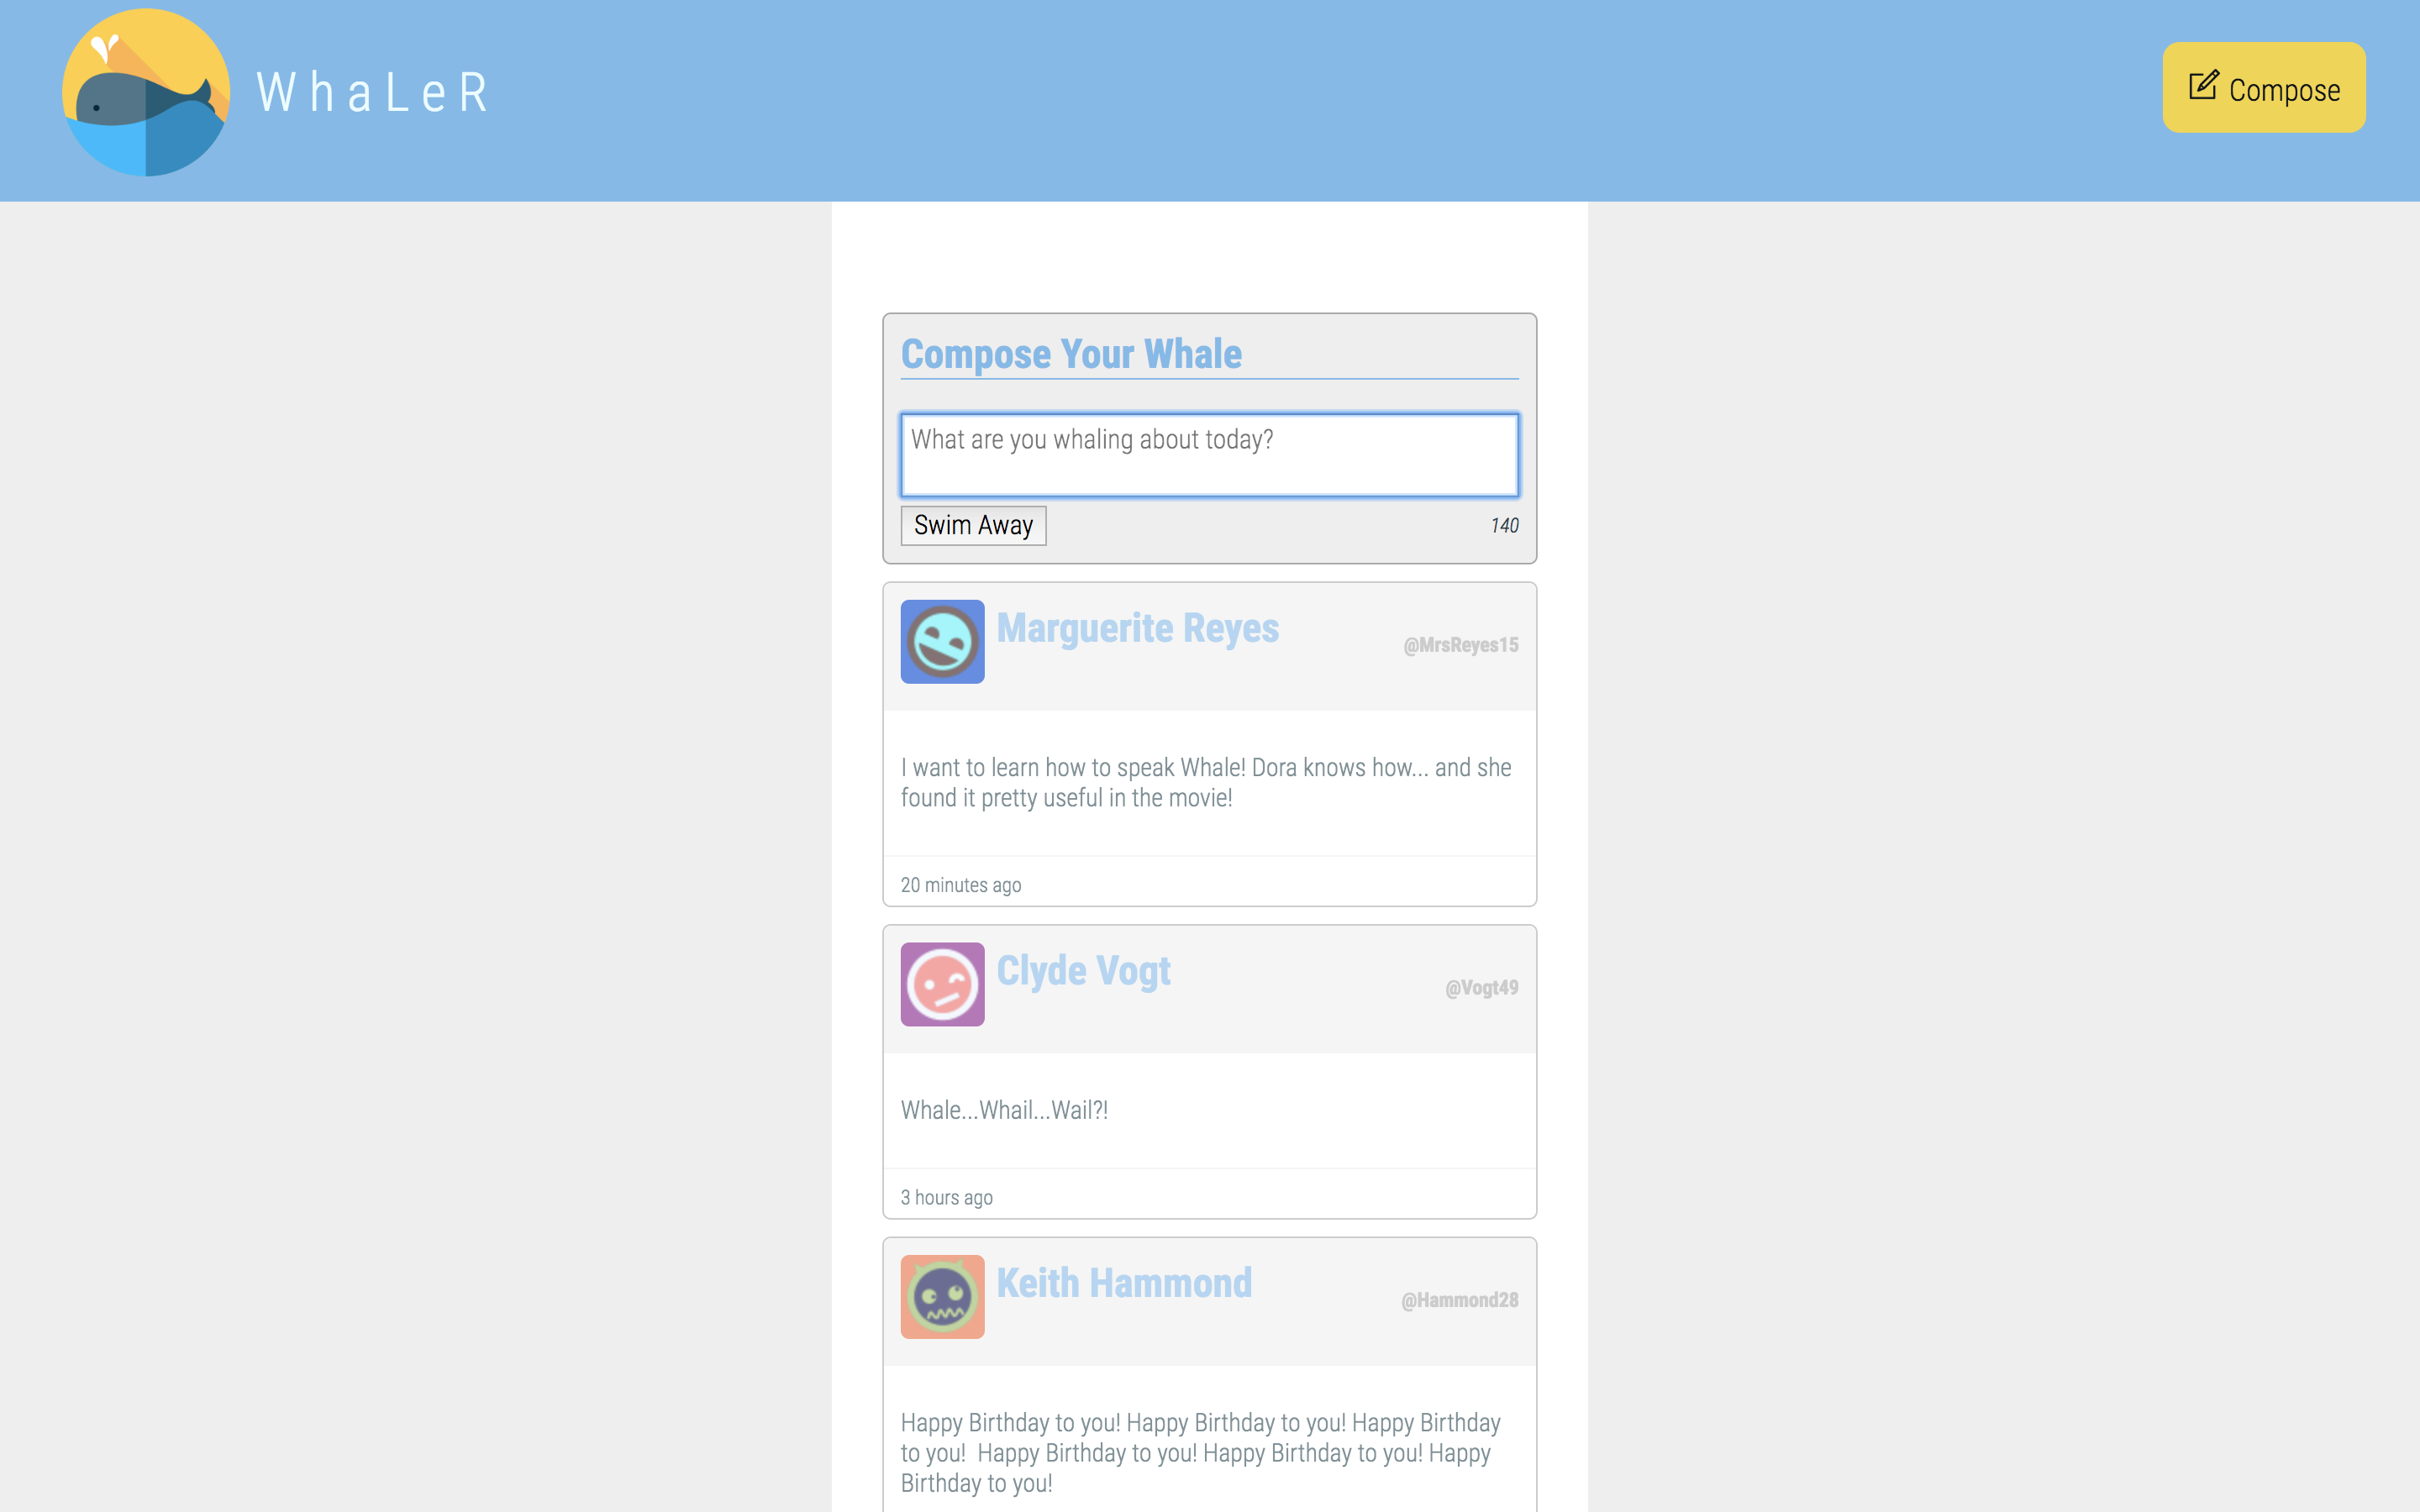 WhaLeR
Compose
Compose Your Whale
What are you whaling about today?
Swim Away
140
Marguerite Reyes
@MrsReyes15
I want to learn how to speak Whale! Dora knows how... and she
found it pretty useful in the movie!
20 minutes ago
Clyde Vogt
@Vogt49
Whale...Whail...Wail?!
3 hours ago
Keith Hammond
@Hammond28
Happy Birthday to you! Happy Birthday to you! Happy Birthday
to you!  Happy Birthday to you! Happy Birthday to you! Happy
Birthday to you!